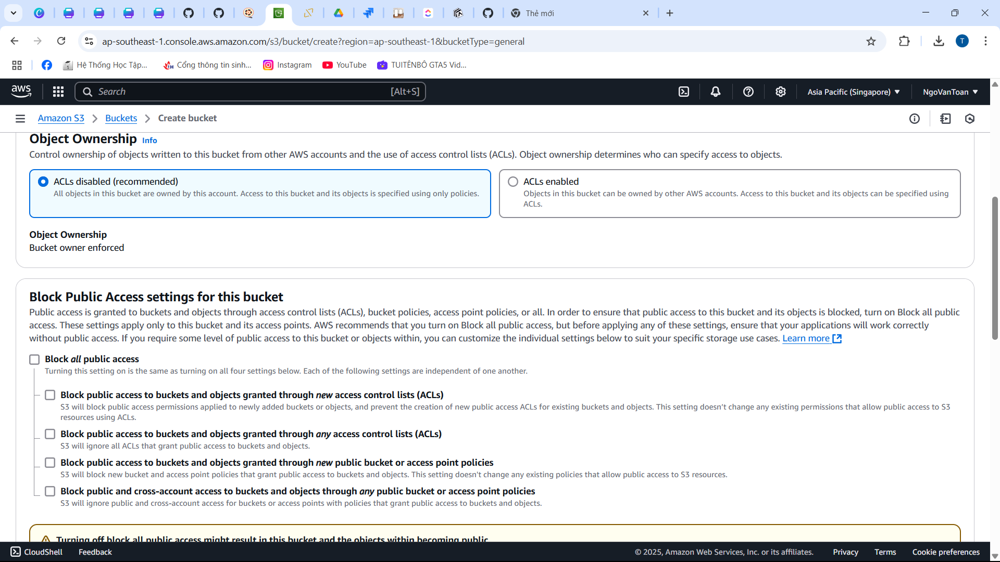 Thẻ mới
ap-southeast-1.console.aws.amazon.com/s3/bucket/create?region=ap-southeast-1&bucketType=general
T
Hệ Thống Học Tập...
Cổng thông tin sinh...
Instagram
YouTube
TUITÊNBÔ GTA5 Vid...
aws
Search
[Alt+S]
Asia Pacific (Singapore)
NgoVanToan
Amazon S3
Buckets
Create bucket
Object Ownership Info
Control ownership of objects written to this bucket from other AWS accounts and the use of access control lists (ACLs). Object ownership determines who can specify access to objects.
ACLs disabled (recommended)
All objects in this bucket are owned by this account. Access to this bucket and its objects is specified using only policies.
ACLs enabled
Objects in this bucket can be owned by other AWS accounts. Access to this bucket and its objects can be specified using
ACLs.
Object Ownership
Bucket owner enforced
Block Public Access settings for this bucket
Public access is granted to buckets and objects through access control lists (ACLs), bucket policies, access point policies, or all. In order to ensure that public access to this bucket and its objects is blocked, turn on Block all public
access. These settings apply only to this bucket and its access points. AWS recommends that you turn on Block all public access, but before applying any of these settings, ensure that your applications will work correctly
without public access. If you require some level of public access to this bucket or objects within, you can customize the individual settings below to suit your specific storage use cases. Learn more
Block all public access
Turning this setting on is the same as turning on all four settings below. Each of the following settings are independent of one another.
Block public access to buckets and objects granted through new access control lists (ACLs)
S3 will block public access permissions applied to newly added buckets or objects, and prevent the creation of new public access ACLs for existing buckets and objects. This setting doesn't change any existing permissions that allow public access to S3
resources using ACLs.
Block public access to buckets and objects granted through any access control lists (ACLs)
S3 will ignore all ACLs that grant public access to buckets and objects.
Block public access to buckets and objects granted through new public bucket or access point policies
S3 will block new bucket and access point policies that grant public access to buckets and objects. This setting doesn't change any existing policies that allow public access to S3 resources.
Block public and cross-account access to buckets and objects through any public bucket or access point policies
S3 will ignore public and cross-account access for buckets or access points with policies that grant public access to buckets and objects.
Turning off block all public access might result in this bucket and the objects within becoming public
CloudShell
Feedback
© 2025, Amazon Web Services, Inc. or its affiliates.
Privacy
Terms
Cookie preferences